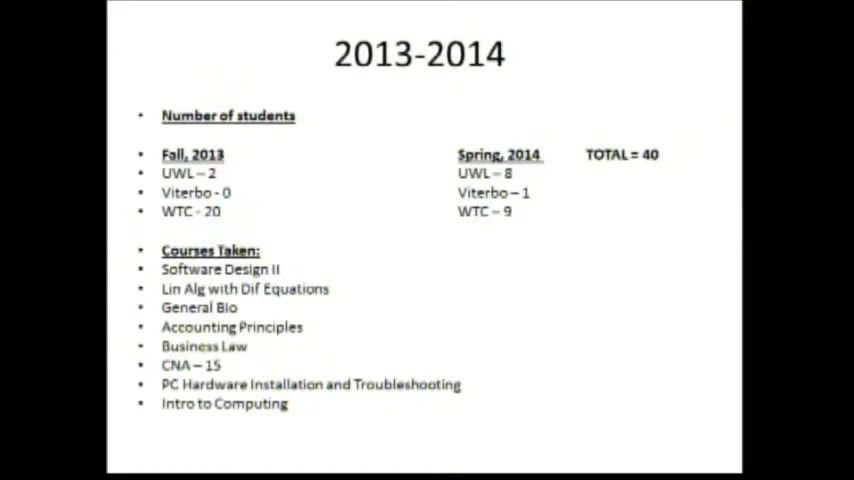 2013-2014
• Number of students
• Fall, 2013 Spring, 2014 TOTAL = 40
• UWL – 2 UWL – 8
• Viterbo - 0 Viterbo – 1
• WTC - 20 WTC – 9
• Courses Taken:
• Software Design II
• Lin Alg with Dif Equations
• General Bio
• Accounting Principles
• Business Law
• CNA – 15
• PC Hardware Installation and Troubleshooting
• Intro to Computing